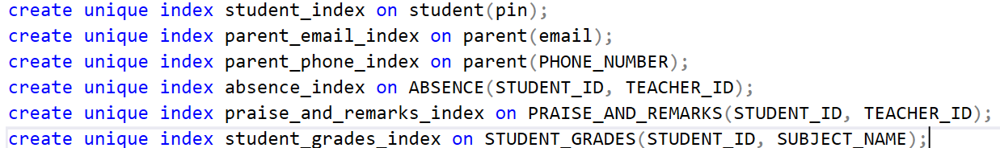 create unique index student_index on student(pin);
create unique index parent_email_index on parent(email);
create unique index parent_phone_index on parent(PHONE_NUMBER);
create unique index absence_index on ABSENCE(STUDENT_ID, TEACHER_ID);
create unique index praise_and_remarks_index on PRAISE_AND_REMARKS(STUDENT_ID, TEACHER_ID);
create unique index student_grades_index on STUDENT_GRADES(STUDENT_ID, SUBJECT_NAME);